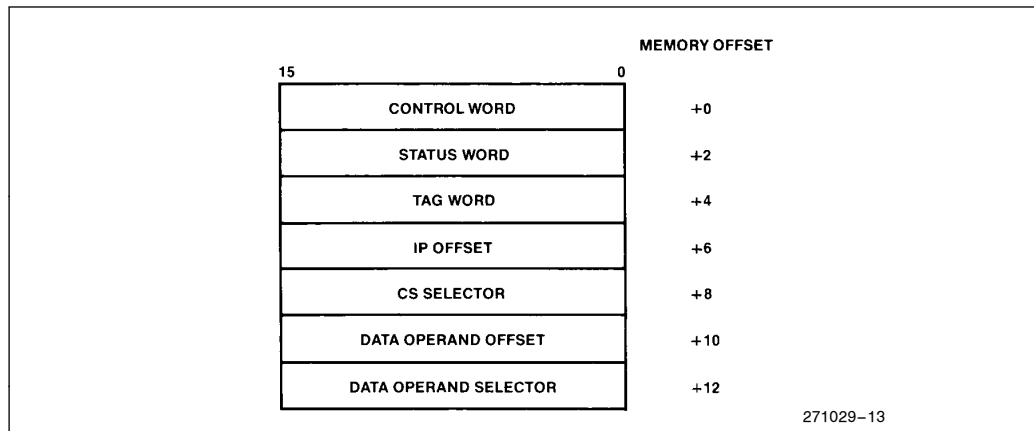 MEMORY OFFSET
15 0
CONTROL WORD +0
STATUS WORD +2
TAG WORD +4
IP OFFSET +6
CS SELECTOR +8
DATA OPERAND OFFSET +10
DATA OPERAND SELECTOR +12
271029–13